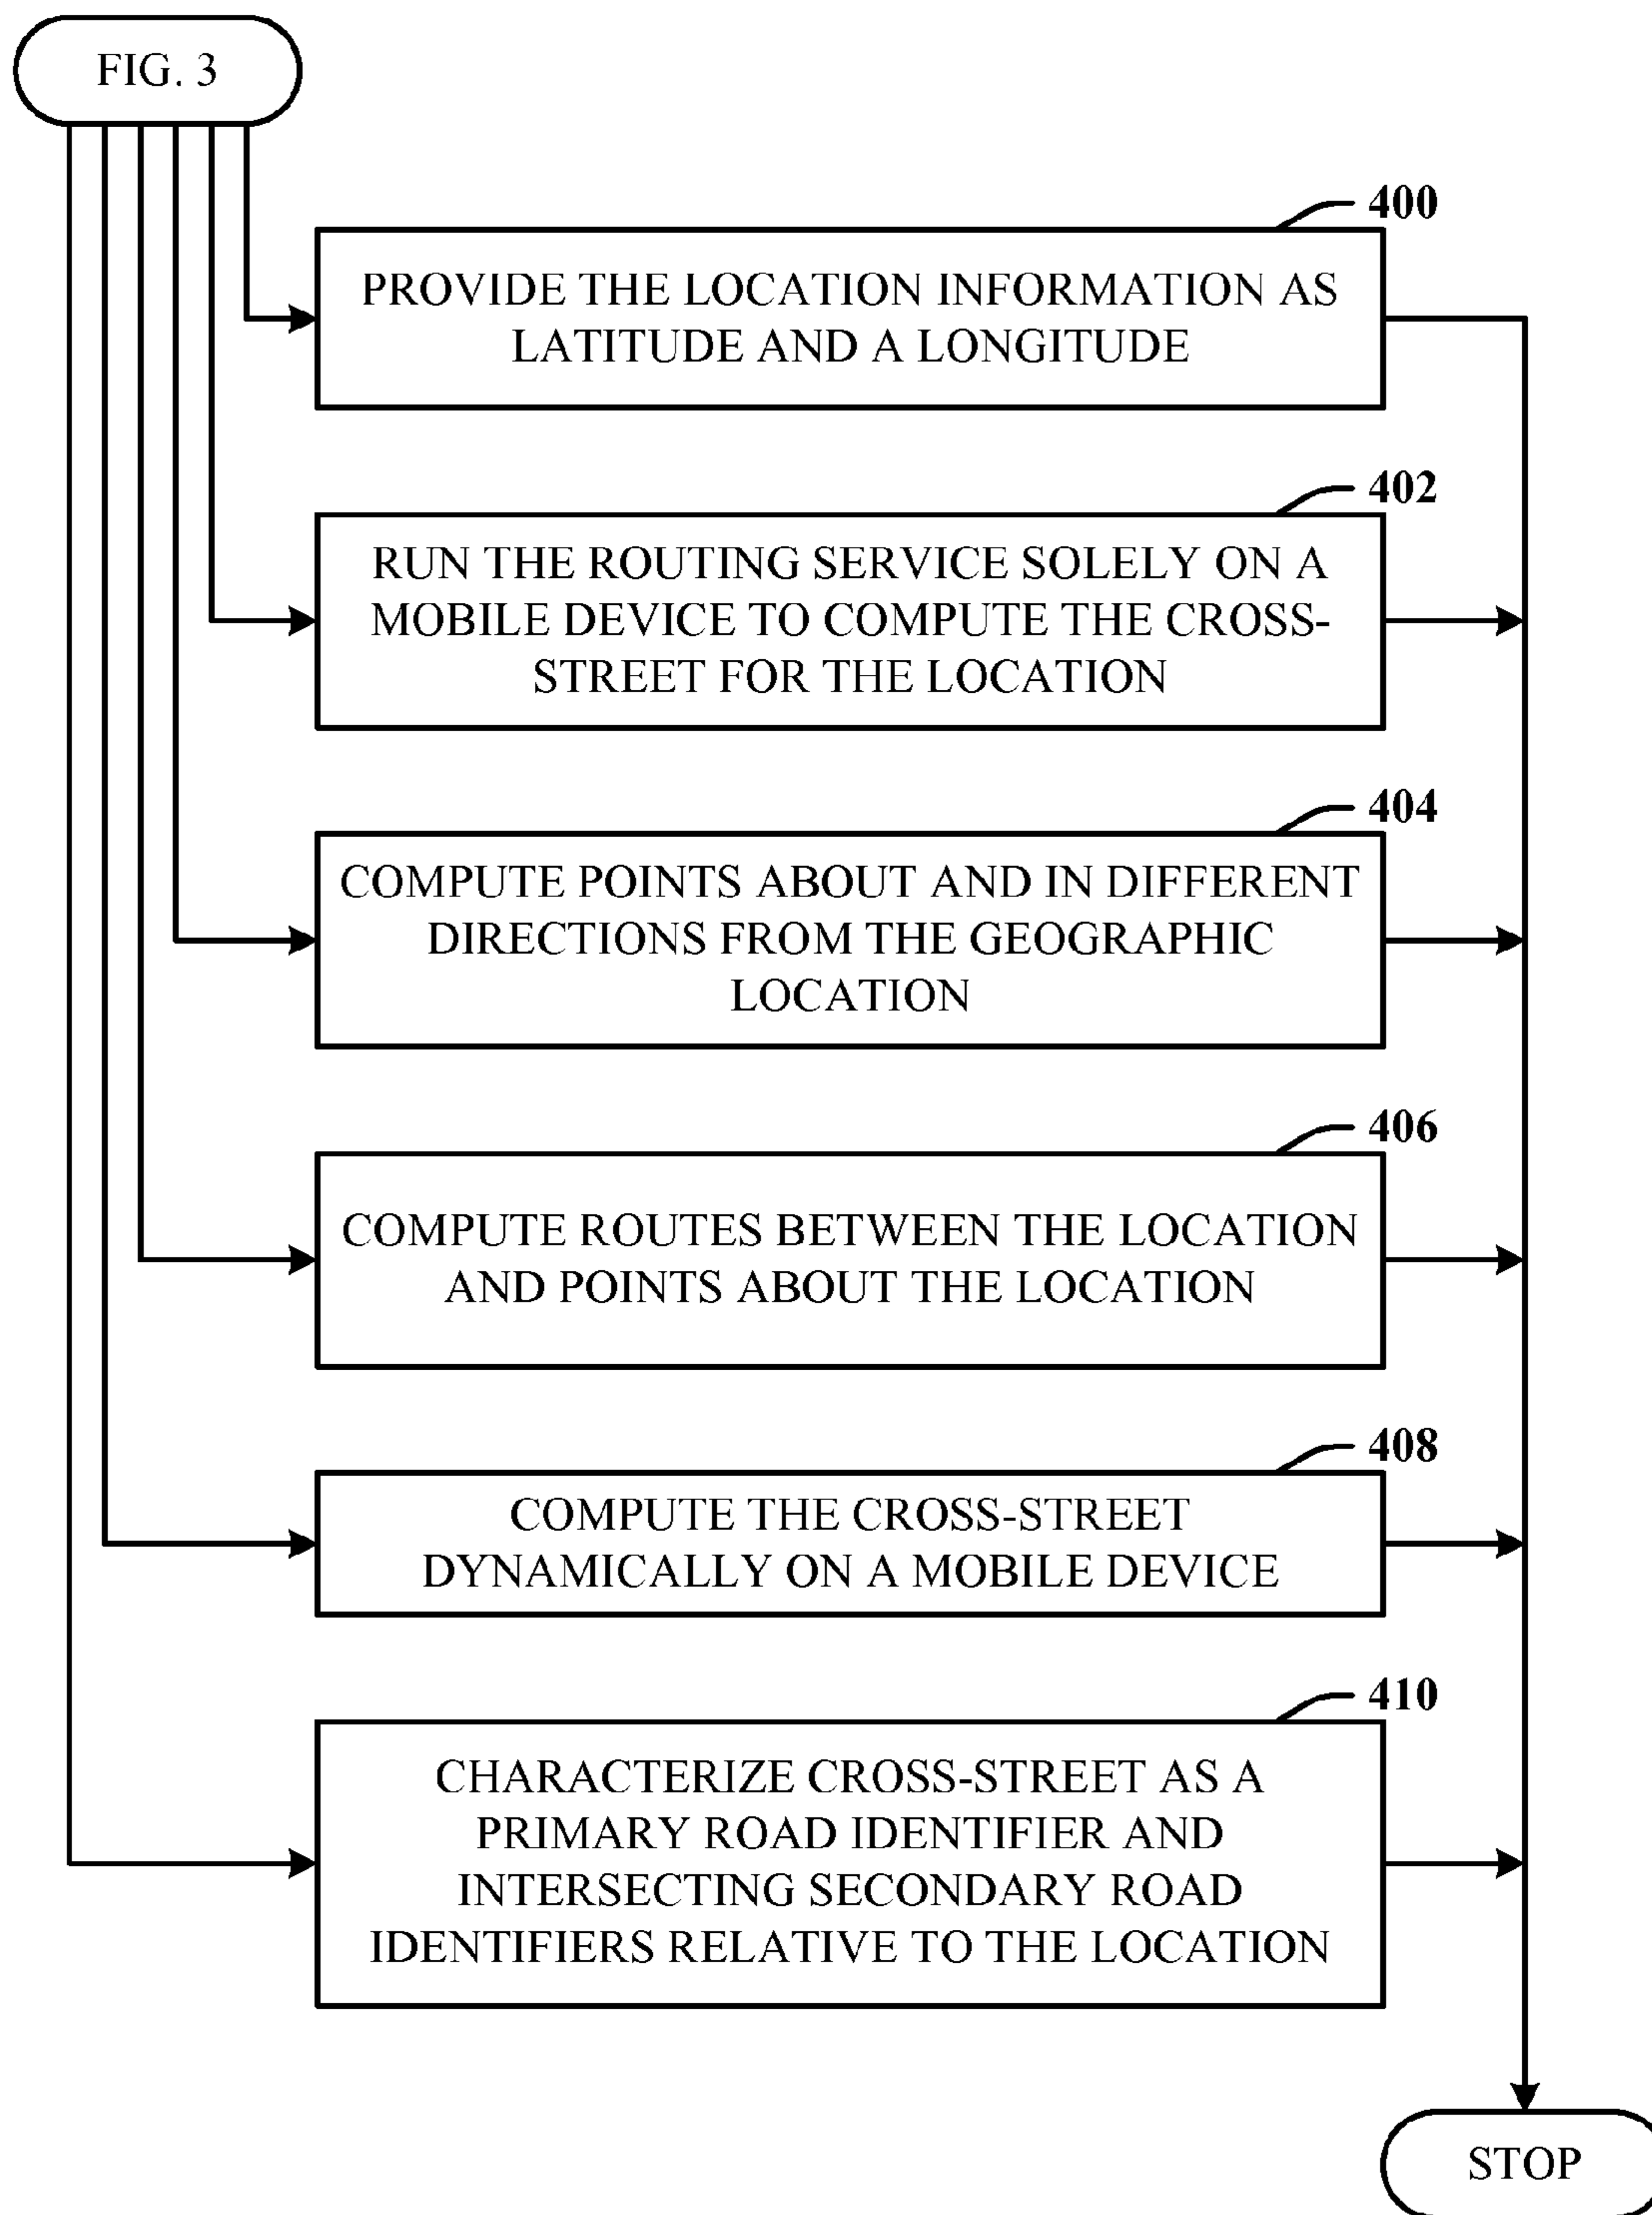 FIG. 3
400
PROVIDE THE LOCATION INFORMATION AS
LATITUDE AND A LONGITUDE
402
RUN THE ROUTING SERVICE SOLELY ON A
MOBILE DEVICE TO COMPUTE THE CROSS-
STREET FOR THE LOCATION
404
COMPUTE POINTS ABOUT AND IN DIFFERENT
DIRECTIONS FROM THE GEOGRAPHIC
LOCATION
406
COMPUTE ROUTES BETWEEN THE LOCATION
AND POINTS ABOUT THE LOCATION
408
COMPUTE THE CROSS-STREET
DYNAMICALLY ON A MOBILE DEVICE
410
CHARACTERIZE CROSS-STREET AS A
PRIMARY ROAD IDENTIFIER AND
INTERSECTING SECONDARY ROAD
IDENTIFIERS RELATIVE TO THE LOCATION
STOP